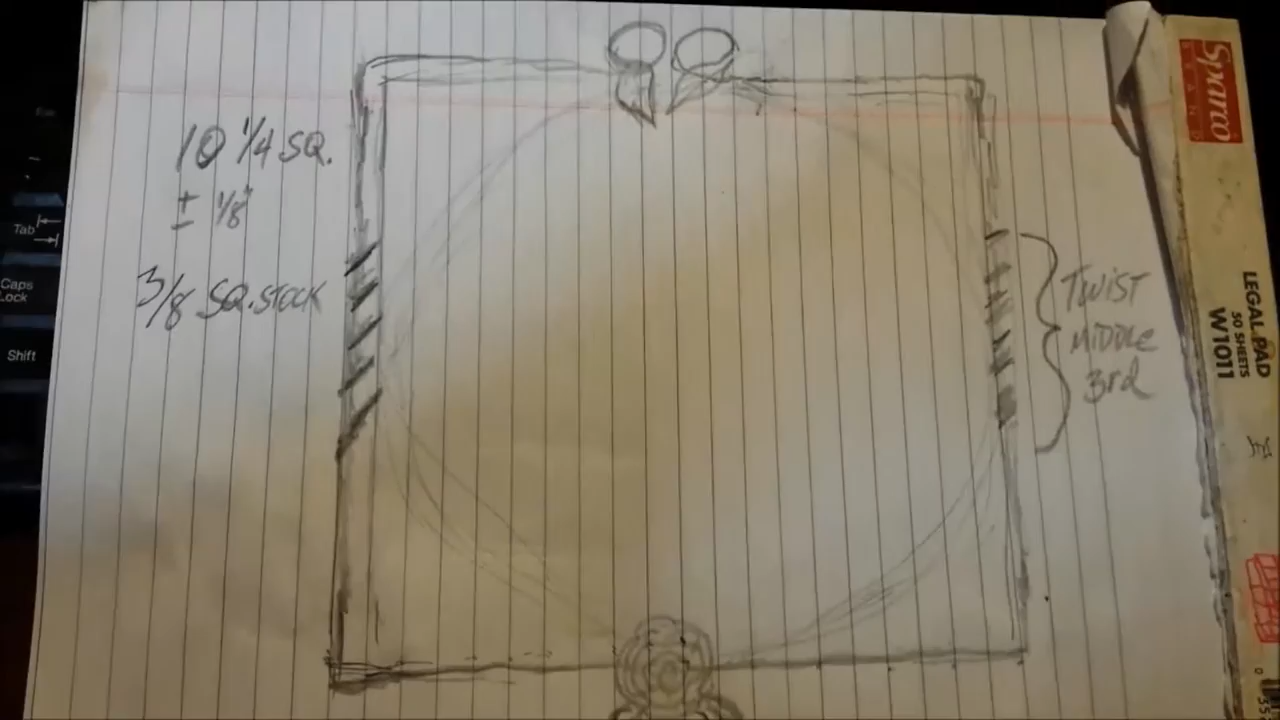 10 1/4 SQ.
± 1/8"
3/8 SQ. STOCK
TWIST
MIDDLE
3rd
Sparco
BRAND
LEGAL PAD
50 SHEETS
W1011
Tab
Caps
Lock
Shift